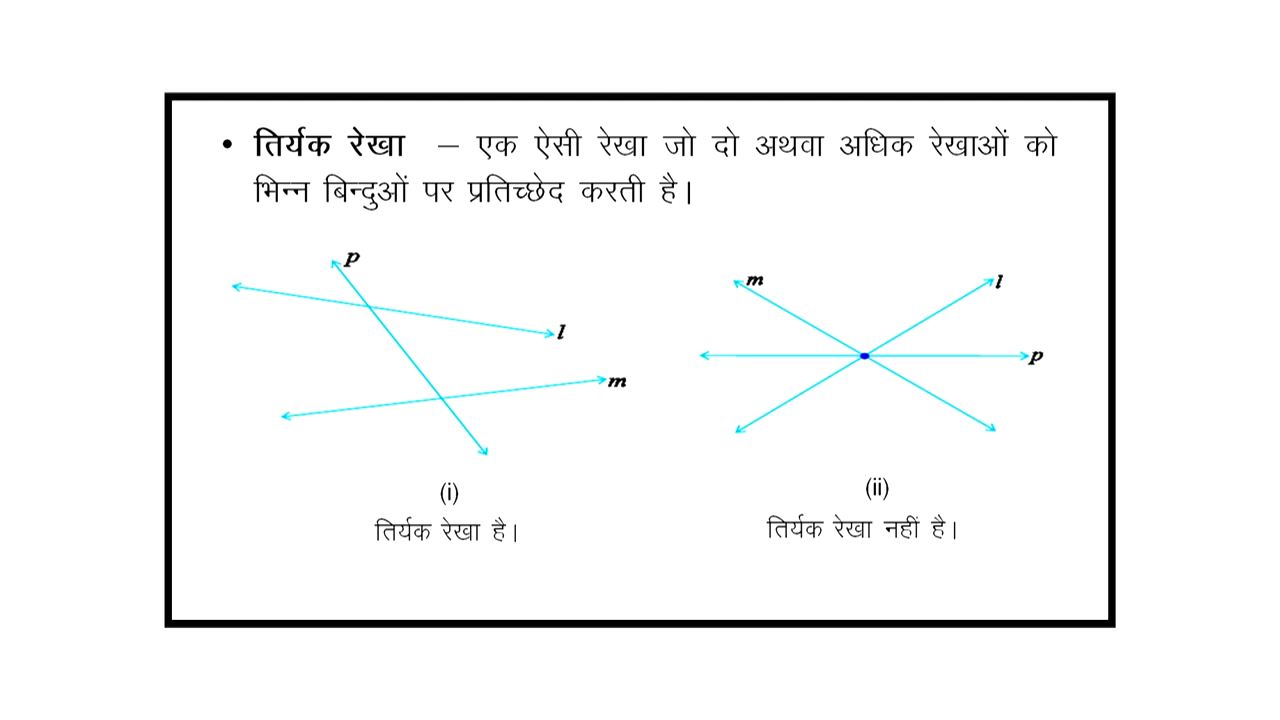 • तिर्यक रेखा – एक ऐसी रेखा जो दो अथवा अधिक रेखाओं को
भिन्न बिन्दुओं पर प्रतिच्छेद करती है।
p
l
m
(i)
तिर्यक रेखा है।
m
l
p
(ii)
तिर्यक रेखा नहीं है।